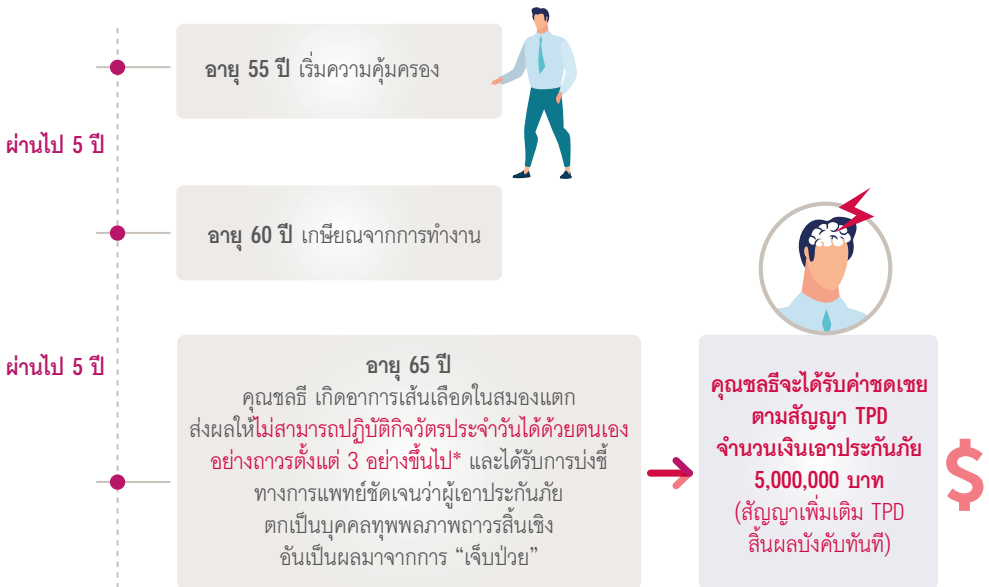 อายุ 55 ปี เริ่มความคุ้มครอง
ผ่านไป 5 ปี
อายุ 60 ปี เกษียณจากการทำงาน
ผ่านไป 5 ปี
อายุ 65 ปี
คุณชลธี เกิดอาการเส้นเลือดในสมองแตก
ส่งผลให้ไม่สามารถปฏิบัติกิจวัตรประจำวันได้ด้วยตนเอง
อย่างถาวรตั้งแต่ 3 อย่างขึ้นไป* และได้รับการบ่งชี้
ทางการแพทย์ชัดเจนว่าผู้เอาประกันภัย
ตกเป็นบุคคลทุพพลภาพถาวรสิ้นเชิง
อันเป็นผลมาจากการ “เจ็บป่วย”
คุณชลธีจะได้รับค่าชดเชย
ตามสัญญา TPD
จำนวนเงินเอาประกันภัย
5,000,000 บาท
(สัญญาเพิ่มเติม TPD
สิ้นผลบังคับทันที)
$